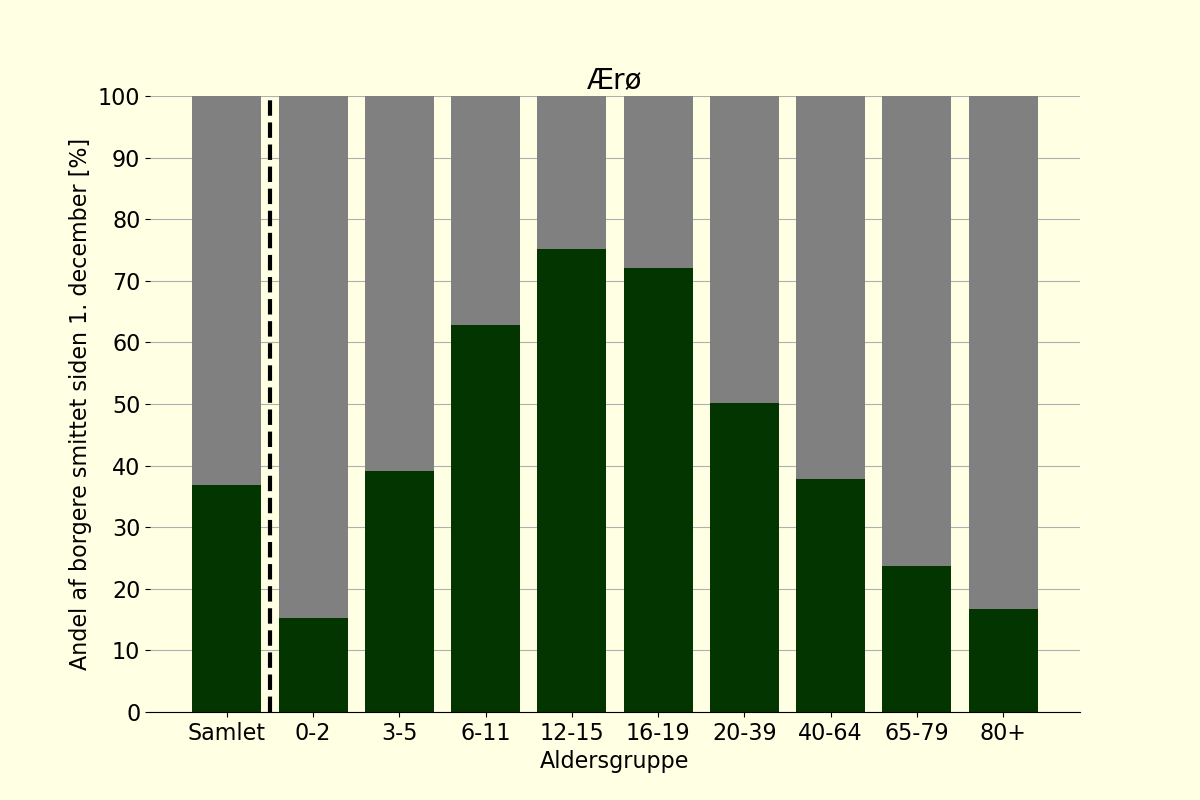 Ærø
Andel af borgere smittet siden 1. december [%]
100
90
80
70
60
50
40
30
20
10
0
Samlet 0-2 3-5 6-11 12-15 16-19 20-39 40-64 65-79 80+
Aldersgruppe